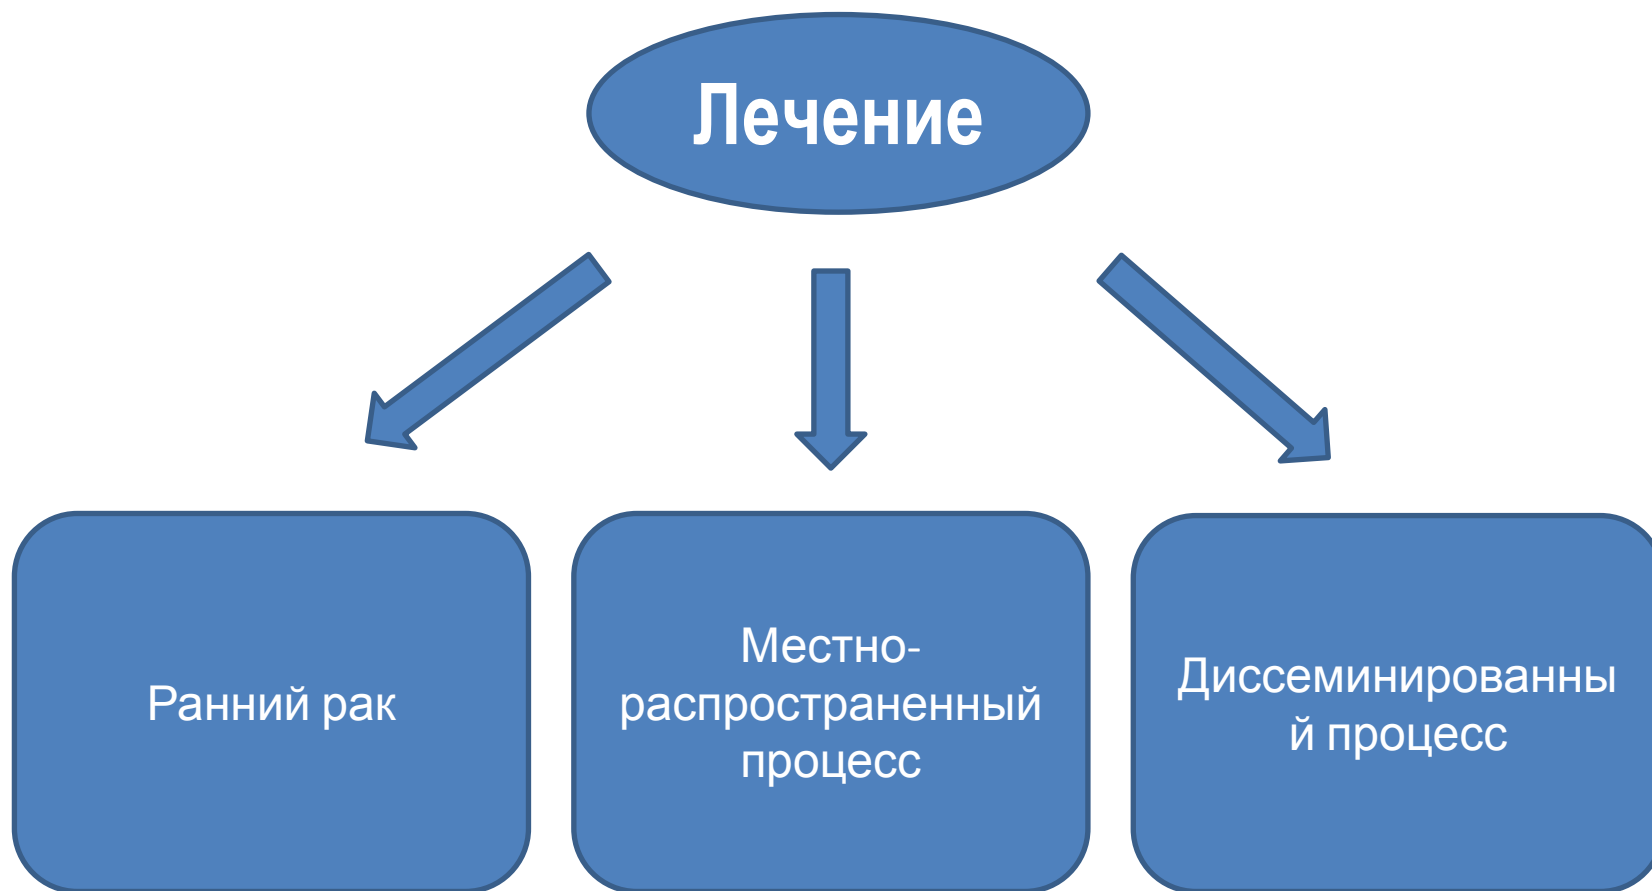 Лечение
Ранний рак
Местно-
распространенный
процесс
Диссеминированны
й процесс